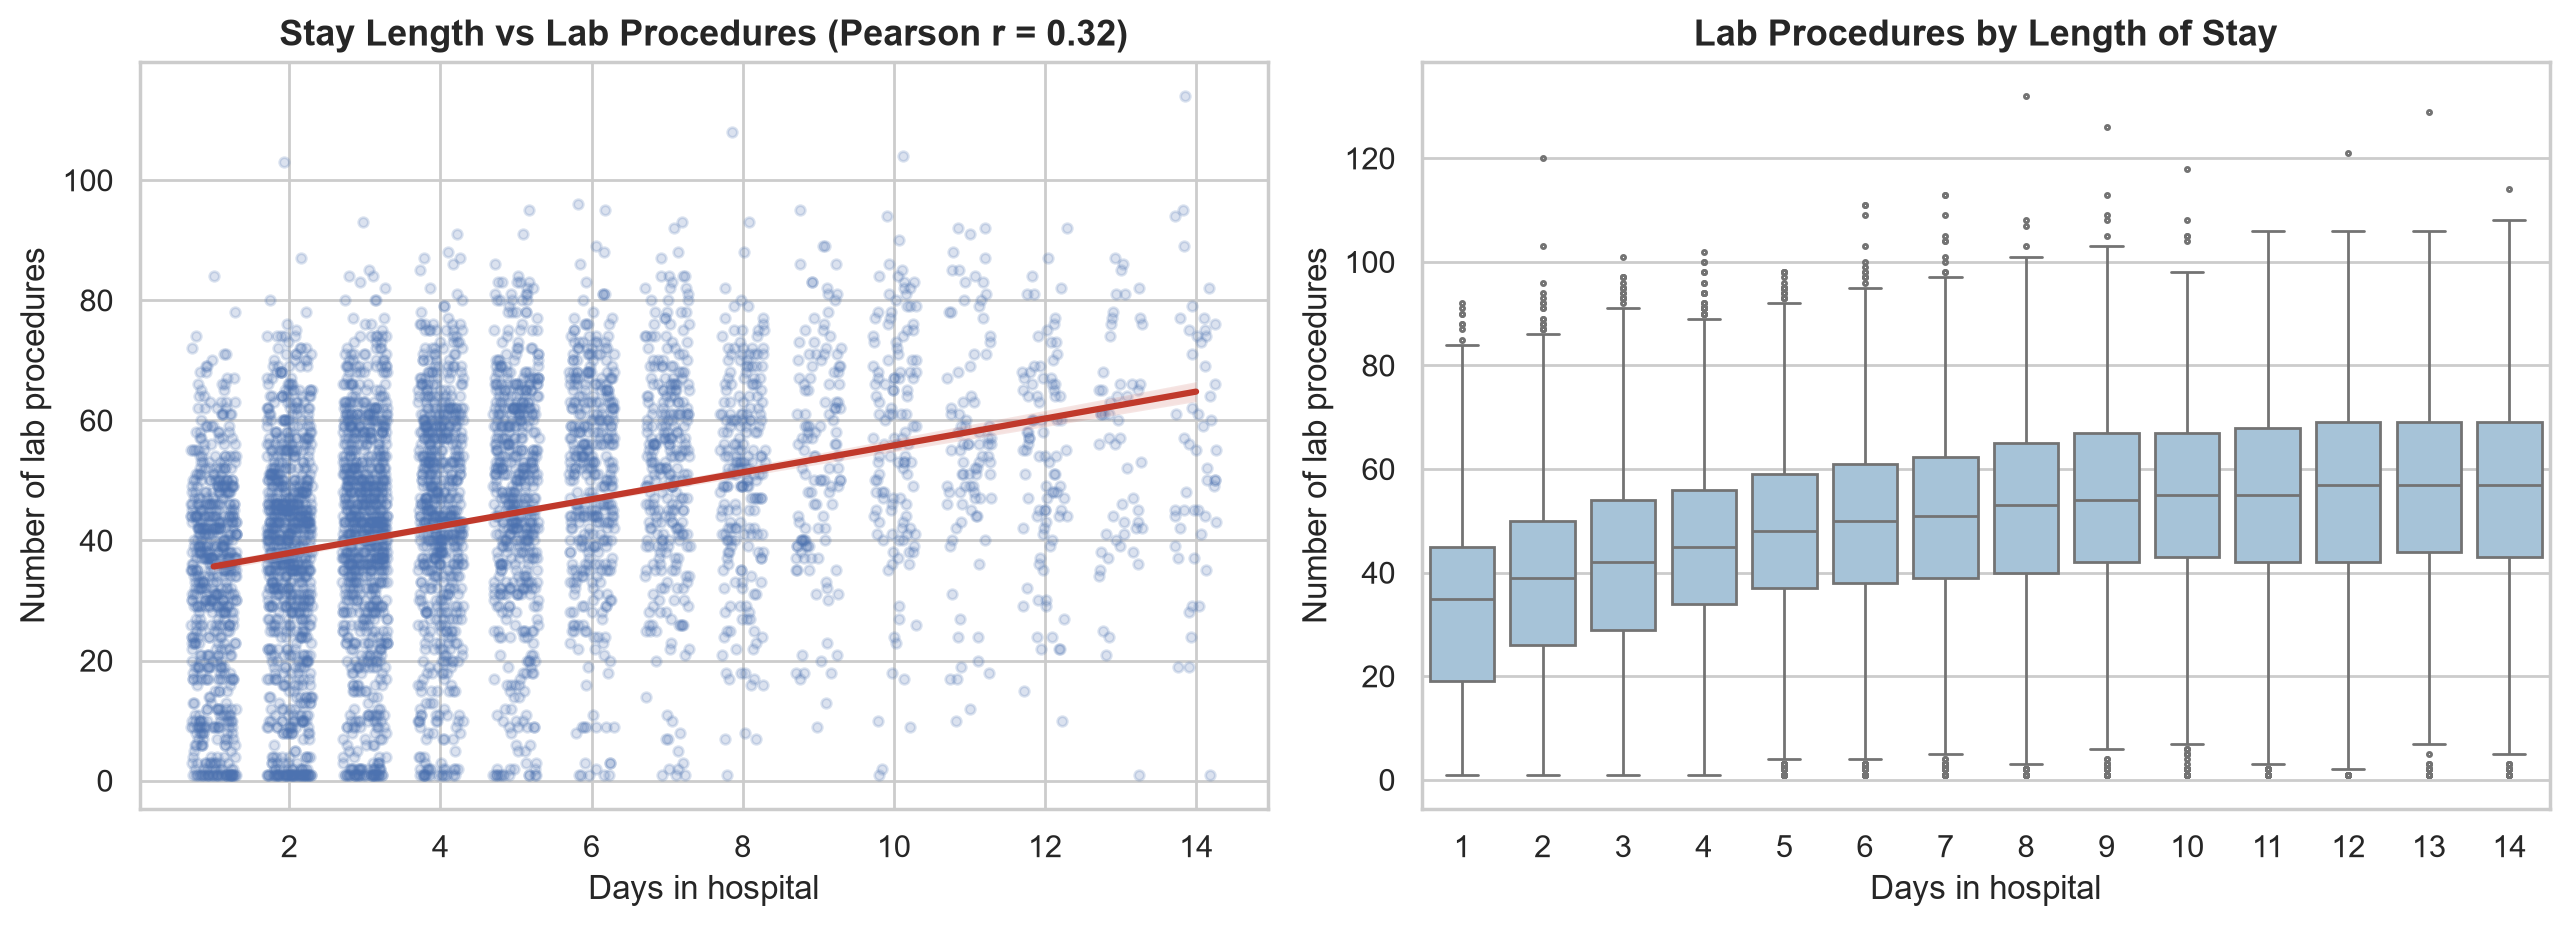 Stay Length vs Lab Procedures (Pearson r = 0.32)
Number of lab procedures
100
80
60
40
20
0
2 4 6 8 10 12 14
Days in hospital
Lab Procedures by Length of Stay
Number of lab procedures
120
100
80
60
40
20
0
1 2 3 4 5 6 7 8 9 10 11 12 13 14
Days in hospital